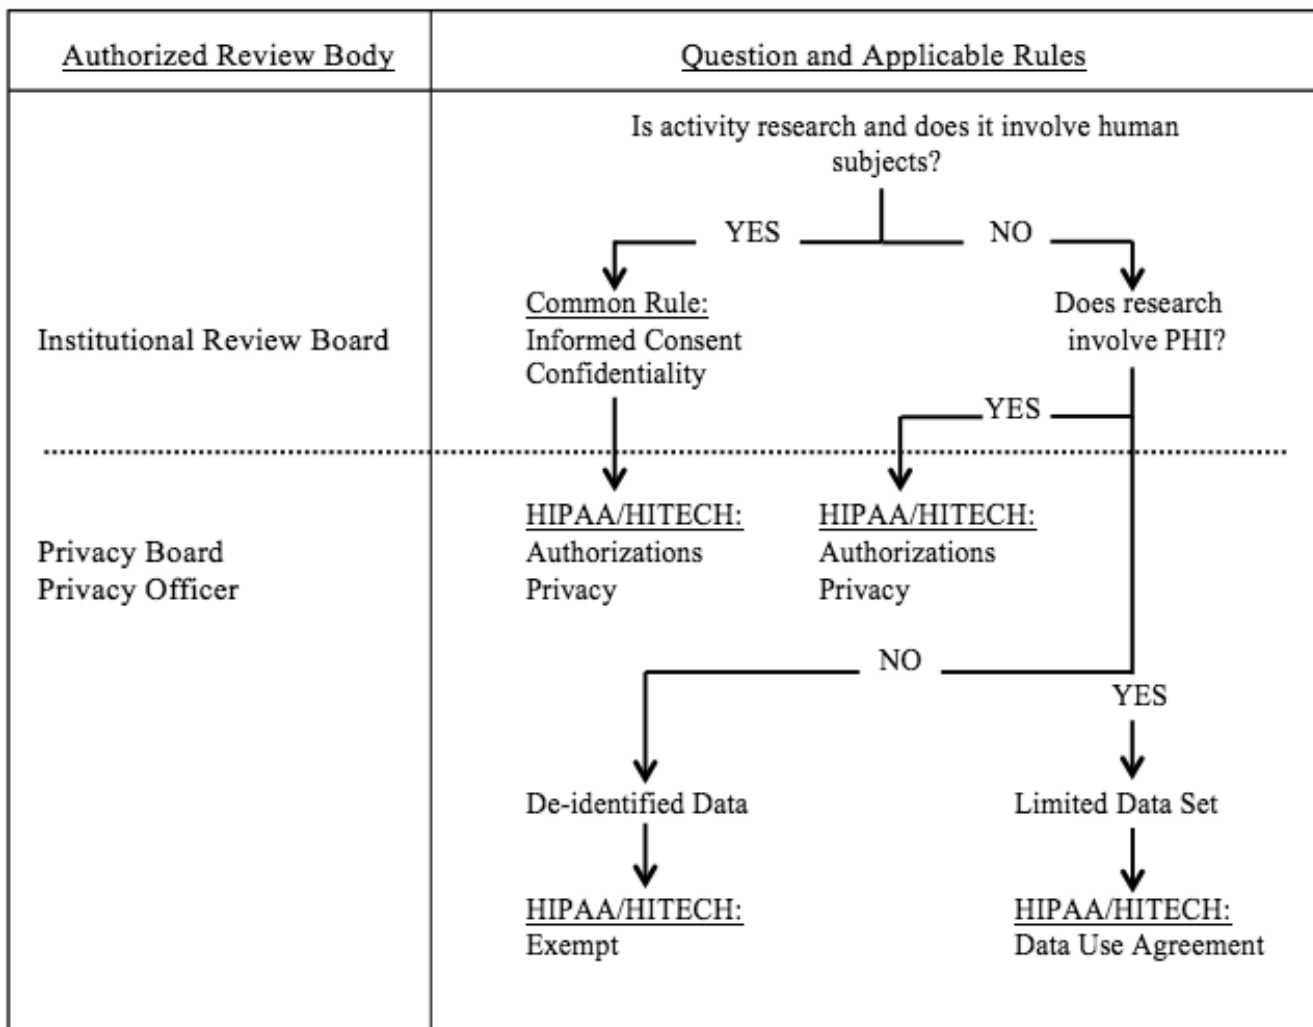 Authorized Review Body
Question and Applicable Rules
Is activity research and does it involve human
subjects?
YES
NO
Common Rule:
Informed Consent
Confidentiality
Does research
involve PHI?
Institutional Review Board
YES
HIPAA/HITECH:
Authorizations
Privacy
HIPAA/HITECH:
Authorizations
Privacy
Privacy Board
Privacy Officer
NO
YES
De-identified Data
Limited Data Set
HIPAA/HITECH:
Exempt
HIPAA/HITECH:
Data Use Agreement